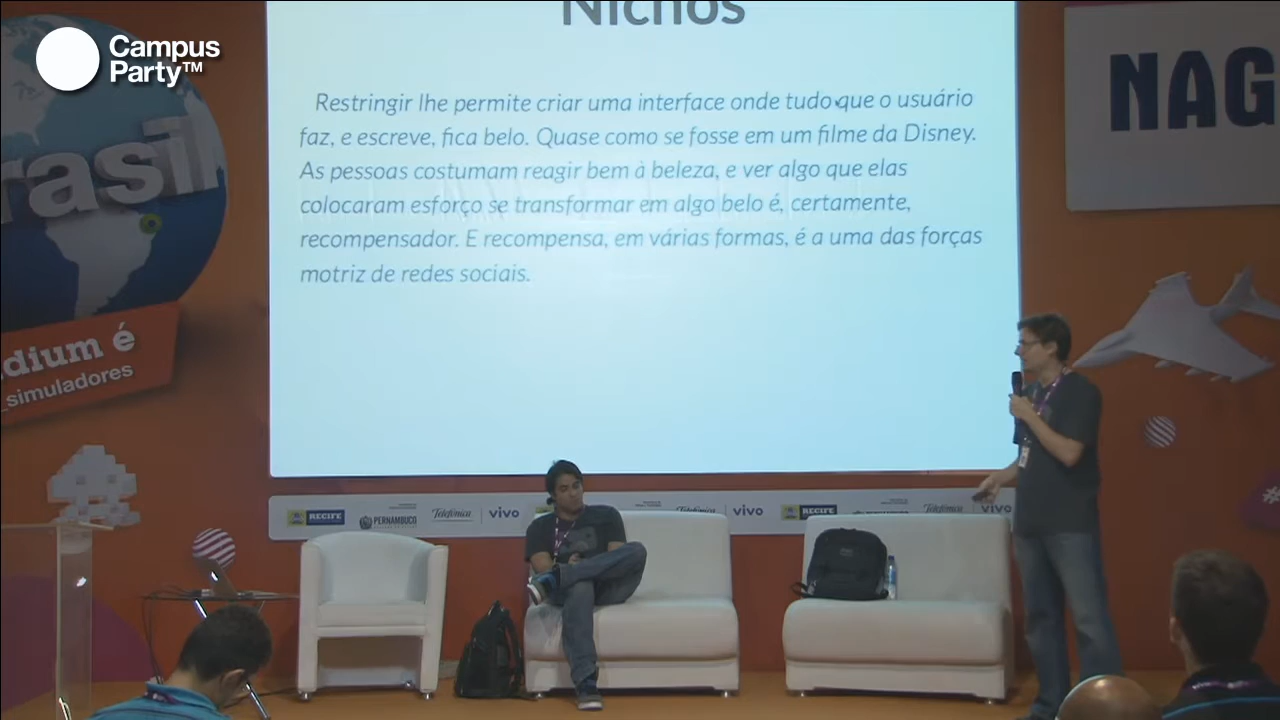 Nichos
Campus
Party™
NAG
Restringir lhe permite criar uma interface onde tudo que o usuário
faz, e escreve, fica belo. Quase como se fosse em um filme da Disney.
As pessoas costumam reagir bem à beleza, e ver algo que elas
colocaram esforço se transformar em algo belo é, certamente,
recompensador. E recompensa, em várias formas, é a uma das forças
motriz de redes sociais.
rasil
dium é
_simuladores
RECIFE
PERNAMBUCO
Telefónica
vivo
vivo
RECIFE
Telefónica
vivo